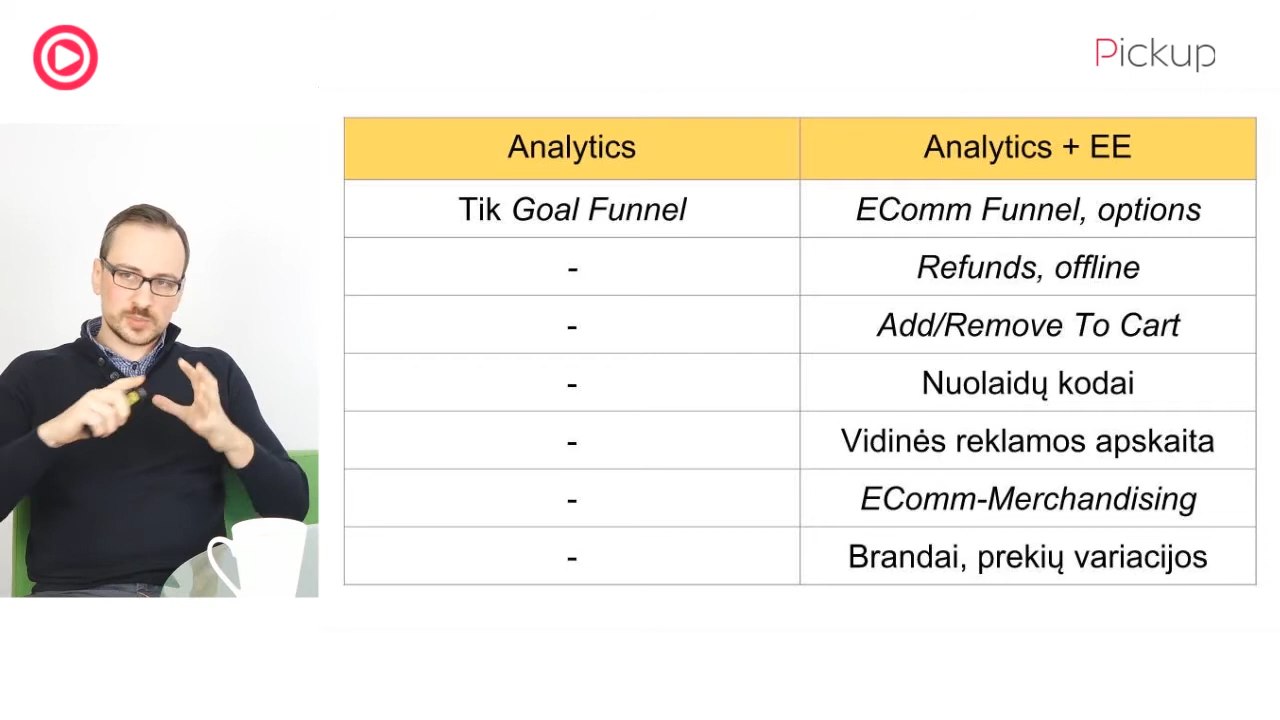 Pickup
Analytics
Analytics + EE
Tik Goal Funnel
EComm Funnel, options
-
Refunds, offline
-
Add/Remove To Cart
-
Nuolaidų kodai
-
Vidinės reklamos apskaita
-
EComm-Merchandising
-
Brandai, prekių variacijos